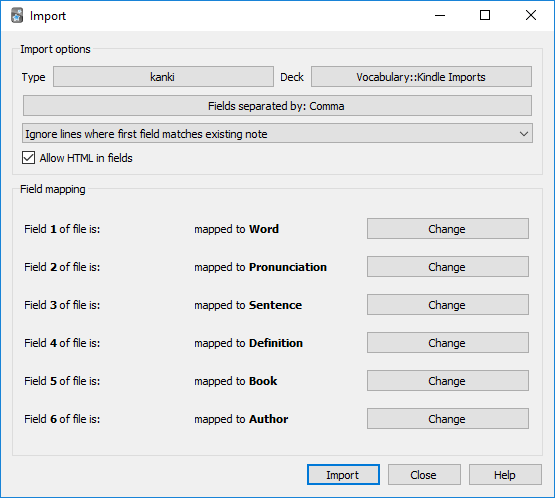 Import
Import options
Type kanki Deck Vocabulary::Kindle Imports
Fields separated by: Comma
Ignore lines where first field matches existing note
Allow HTML in fields
Field mapping
Field 1 of file is: mapped to Word Change
Field 2 of file is: mapped to Pronunciation Change
Field 3 of file is: mapped to Sentence Change
Field 4 of file is: mapped to Definition Change
Field 5 of file is: mapped to Book Change
Field 6 of file is: mapped to Author Change
Import Close Help